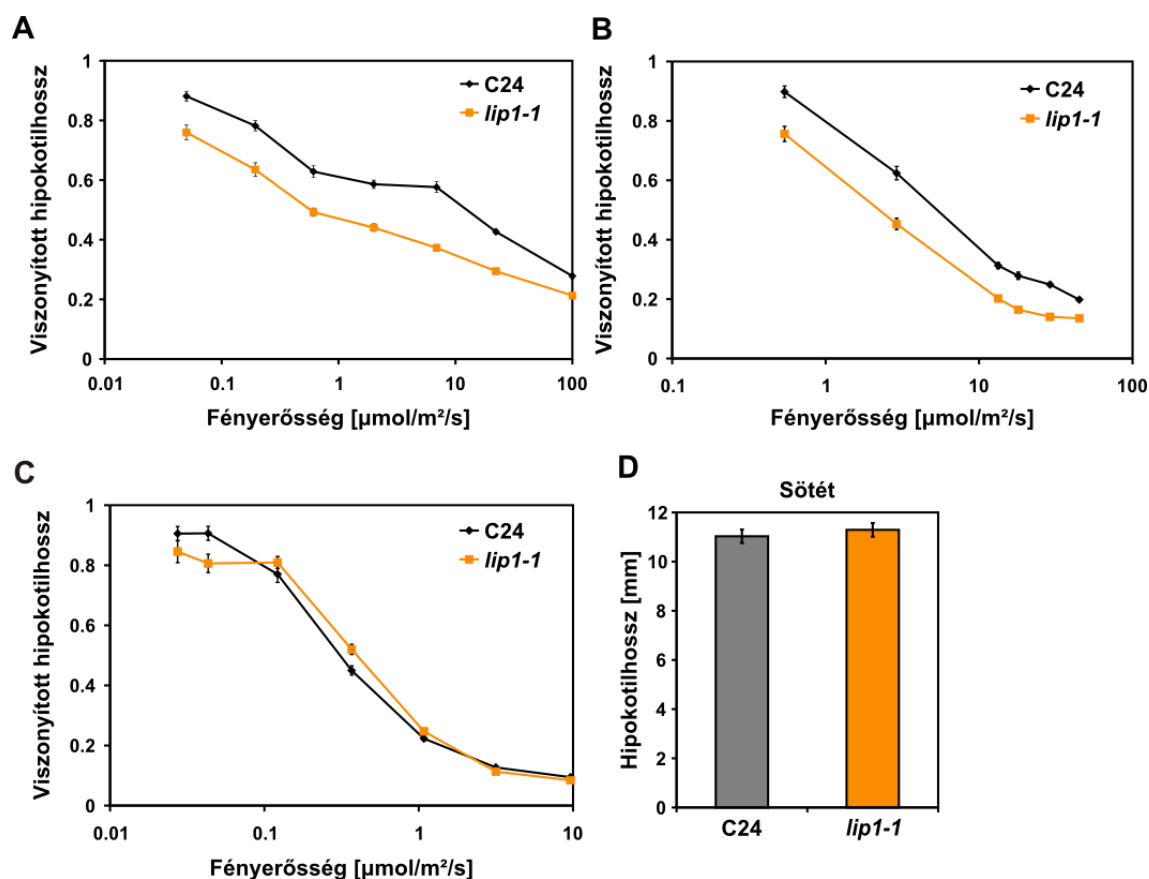 A
Viszonyított hipokotilhossz
1
0.8
0.6
0.4
0.2
0
0.01 0.1 1 10 100
Fényerősség [µmol/m²/s]
C24
lip1-1
B
Viszonyított hipokotilhossz
1
0.8
0.6
0.4
0.2
0
0.1 1 10 100
Fényerősség [µmol/m²/s]
C24
lip1-1
C
Viszonyított hipokotilhossz
1
0.8
0.6
0.4
0.2
0
0.01 0.1 1 10
Fényerősség [µmol/m²/s]
C24
lip1-1
D
Sötét
Hipokotilhossz [mm]
12
10
8
6
4
2
0
C24 lip1-1